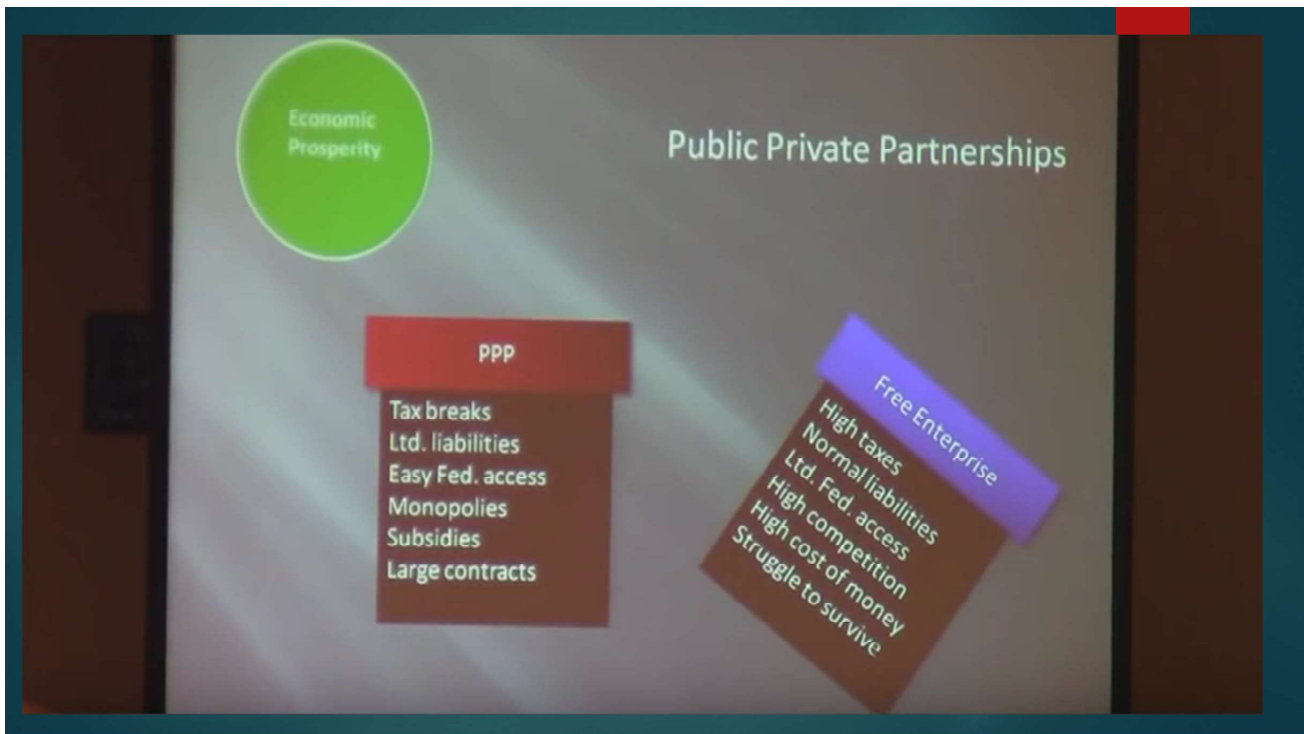 Economic
Prosperity
Public Private Partnerships
PPP
Tax breaks
Ltd. liabilities
Easy Fed. access
Monopolies
Subsidies
Large contracts
Free Enterprise
High taxes
Normal liabilities
Ltd. Fed. access
High competition
High cost of money
Struggle to survive